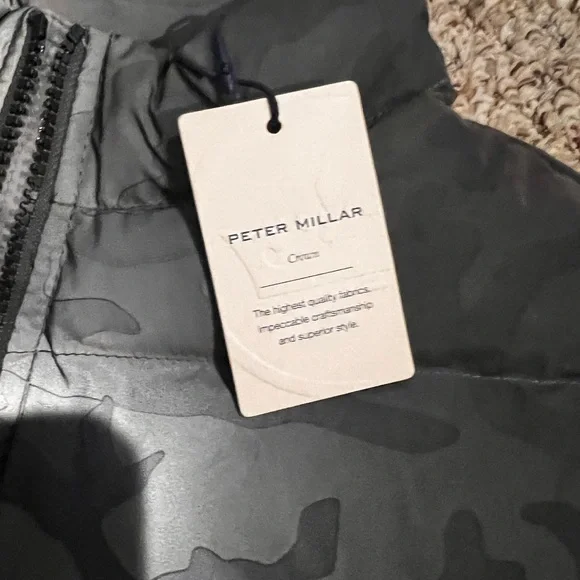 PETER MILLAR
Crown
The highest quality fabrics.
Impeccable craftsmanship
and superior style.